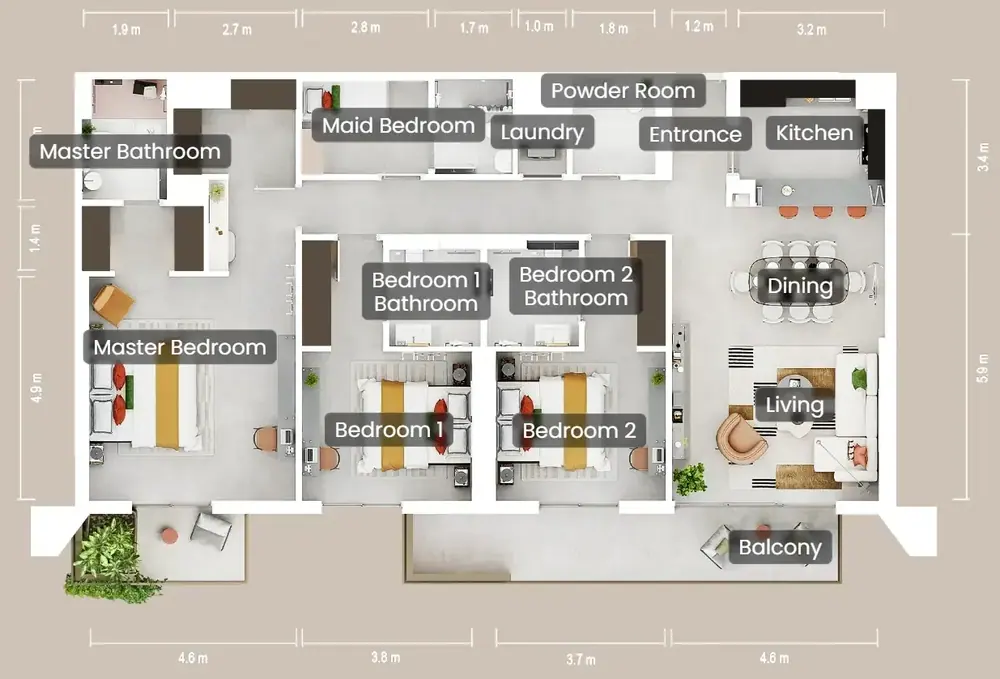 1.9 m
2.7 m
2.8 m
1.7 m
1.0 m
1.8 m
1.2 m
3.2 m
Powder Room
Maid Bedroom
Laundry
Entrance
Kitchen
Master Bathroom
m
3.4 m
1.4 m
Bedroom 1
Bathroom
Bedroom 2
Bathroom
Dining
Master Bedroom
4.9 m
5.9 m
Living
Bedroom 1
Bedroom 2
Balcony
4.6 m
3.8 m
3.7 m
4.6 m